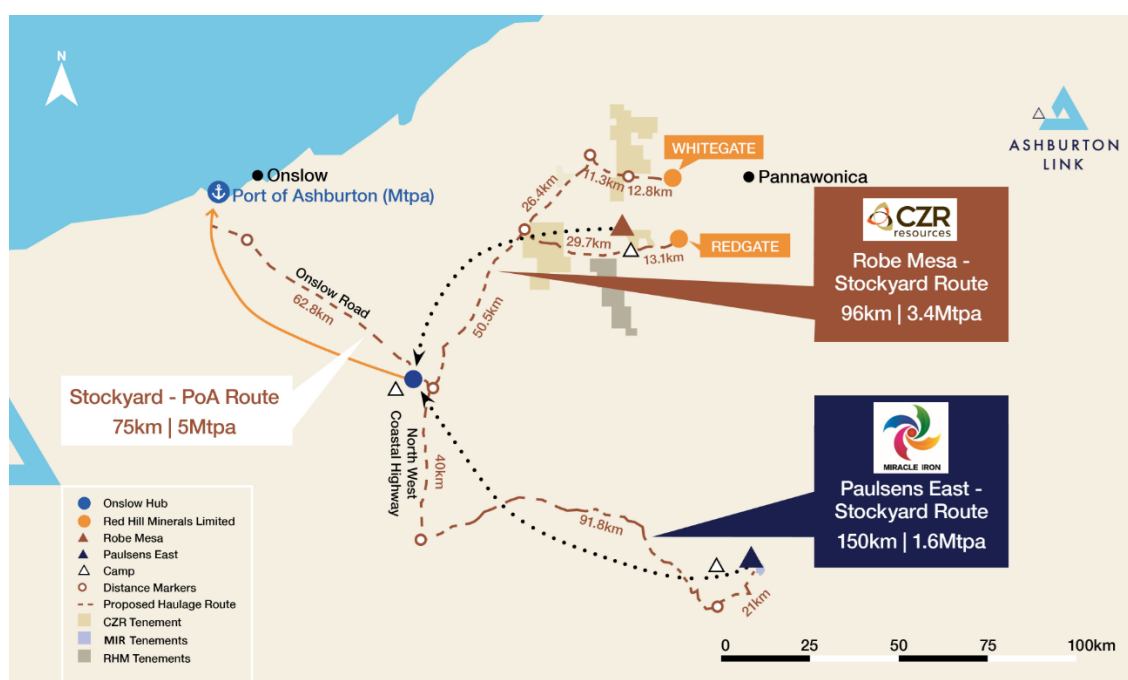 N
Onslow
Port of Ashburton (Mtpa)
WHITEGATE
Pannawonica
11.3km
12.8km
26.4km
29.7km
13.1km
REDGATE
ASHBURTON
LINK
CZR
resources
Robe Mesa -
Stockyard Route
96km | 3.4Mtpa
Onslow Road
62.8km
50.5km
Stockyard - PoA Route
75km | 5Mtpa
North West
Coastal Highway
40km
91.8km
21km
MIRACLE IRON
Paulsens East -
Stockyard Route
150km | 1.6Mtpa
Onslow Hub
Red Hill Minerals Limited
Robe Mesa
Paulsens East
Camp
Distance Markers
Proposed Haulage Route
CZR Tenement
MIR Tenements
RHM Tenements
0 25 50 75 100km